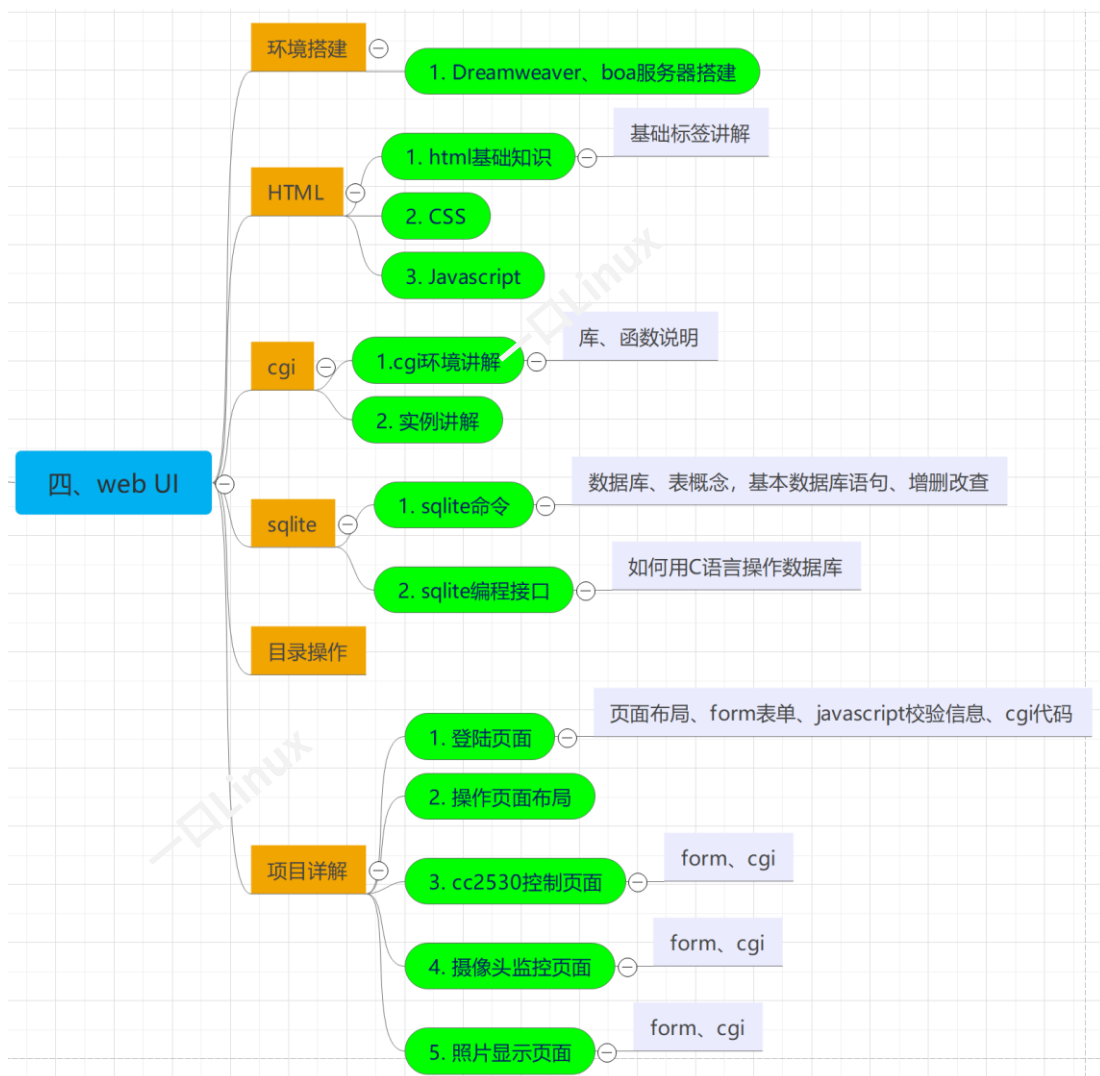 四、web UI
环境搭建
1. Dreamweaver、boa服务器搭建
HTML
1. html基础知识
基础标签讲解
2. CSS
3. Javascript
cgi
1.cgi环境讲解
库、函数说明
2. 实例讲解
sqlite
1. sqlite命令
数据库、表概念，基本数据库语句、增删改查
2. sqlite编程接口
如何用C语言操作数据库
目录操作
项目详解
1. 登陆页面
页面布局、form表单、javascript校验信息、cgi代码
2. 操作页面布局
3. cc2530控制页面
form、cgi
4. 摄像头监控页面
form、cgi
5. 照片显示页面
form、cgi
一口Linux
一口Linux